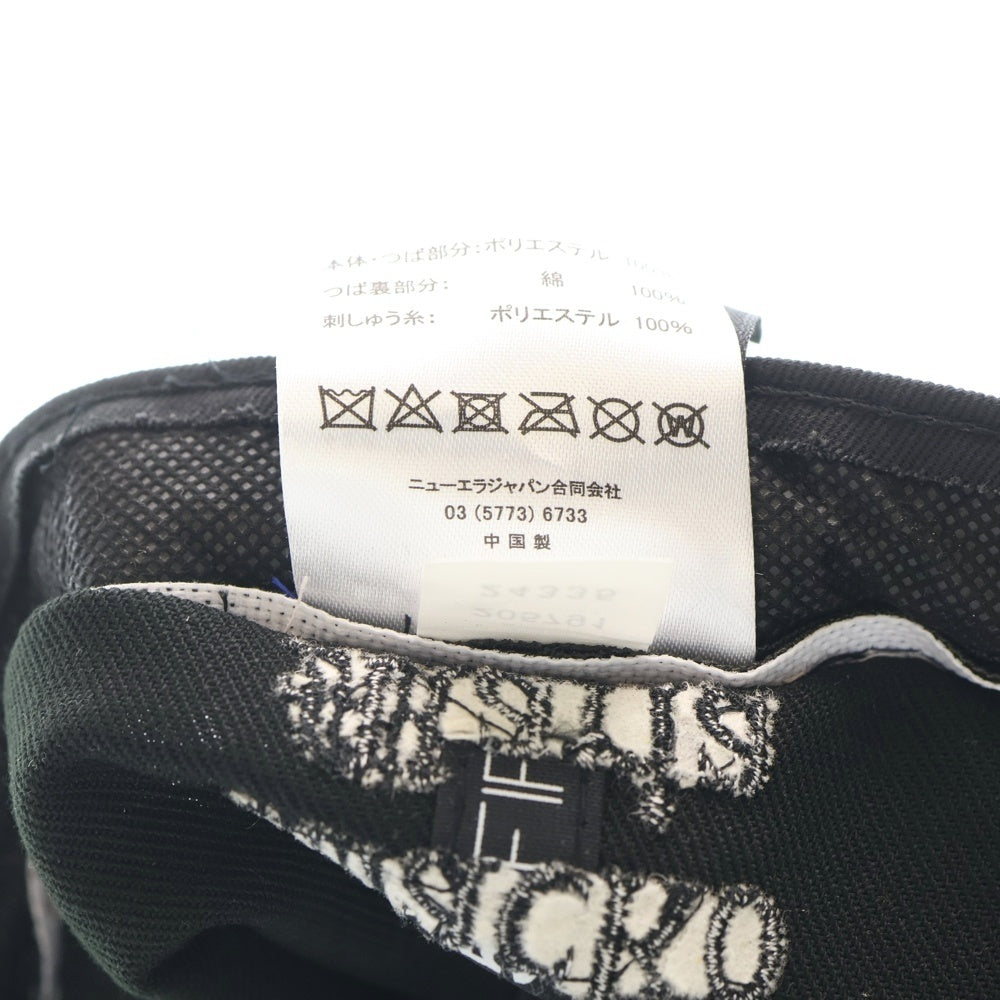 本体・つば部分:ポリエステル 100%
つば裏部分: 綿 100%
刺しゅう糸: ポリエステル 100%
W
ニューエラジャパン合同会社
03 (5773) 6733
中国製